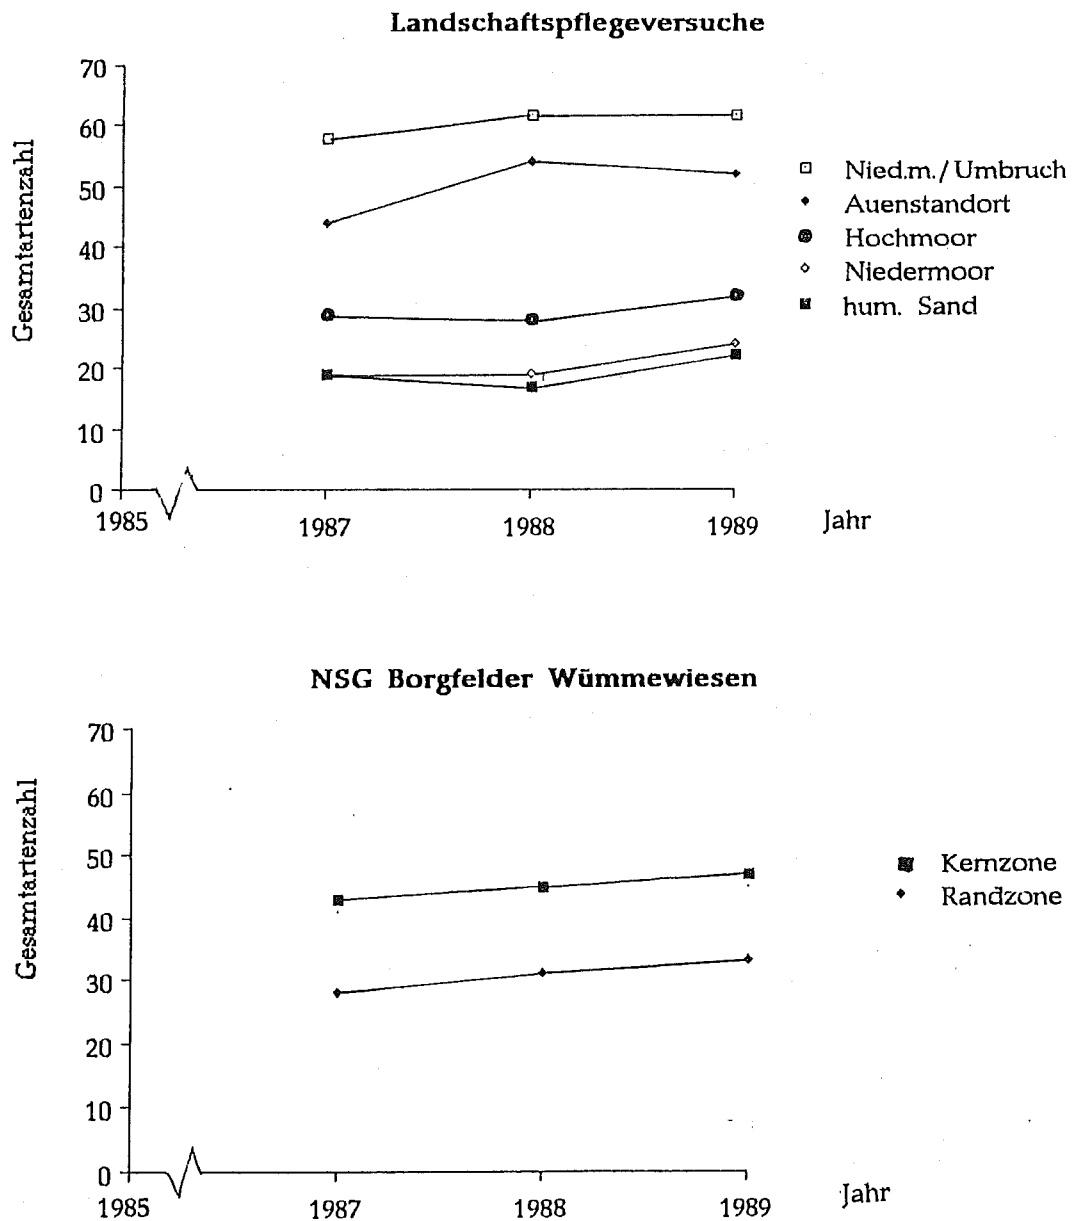 Landschaftspflegeversuche
Gesamtartenzahl
70
60
50
40
30
20
10
0
1985
1987
1988
1989
Jahr
Nied.m./Umbruch
Auenstandort
Hochmoor
Niedermoor
hum. Sand
NSG Borgfelder Wümmewiesen
Gesamtartenzahl
70
60
50
40
30
20
10
0
1985
1987
1988
1989
Jahr
Kernzone
Randzone